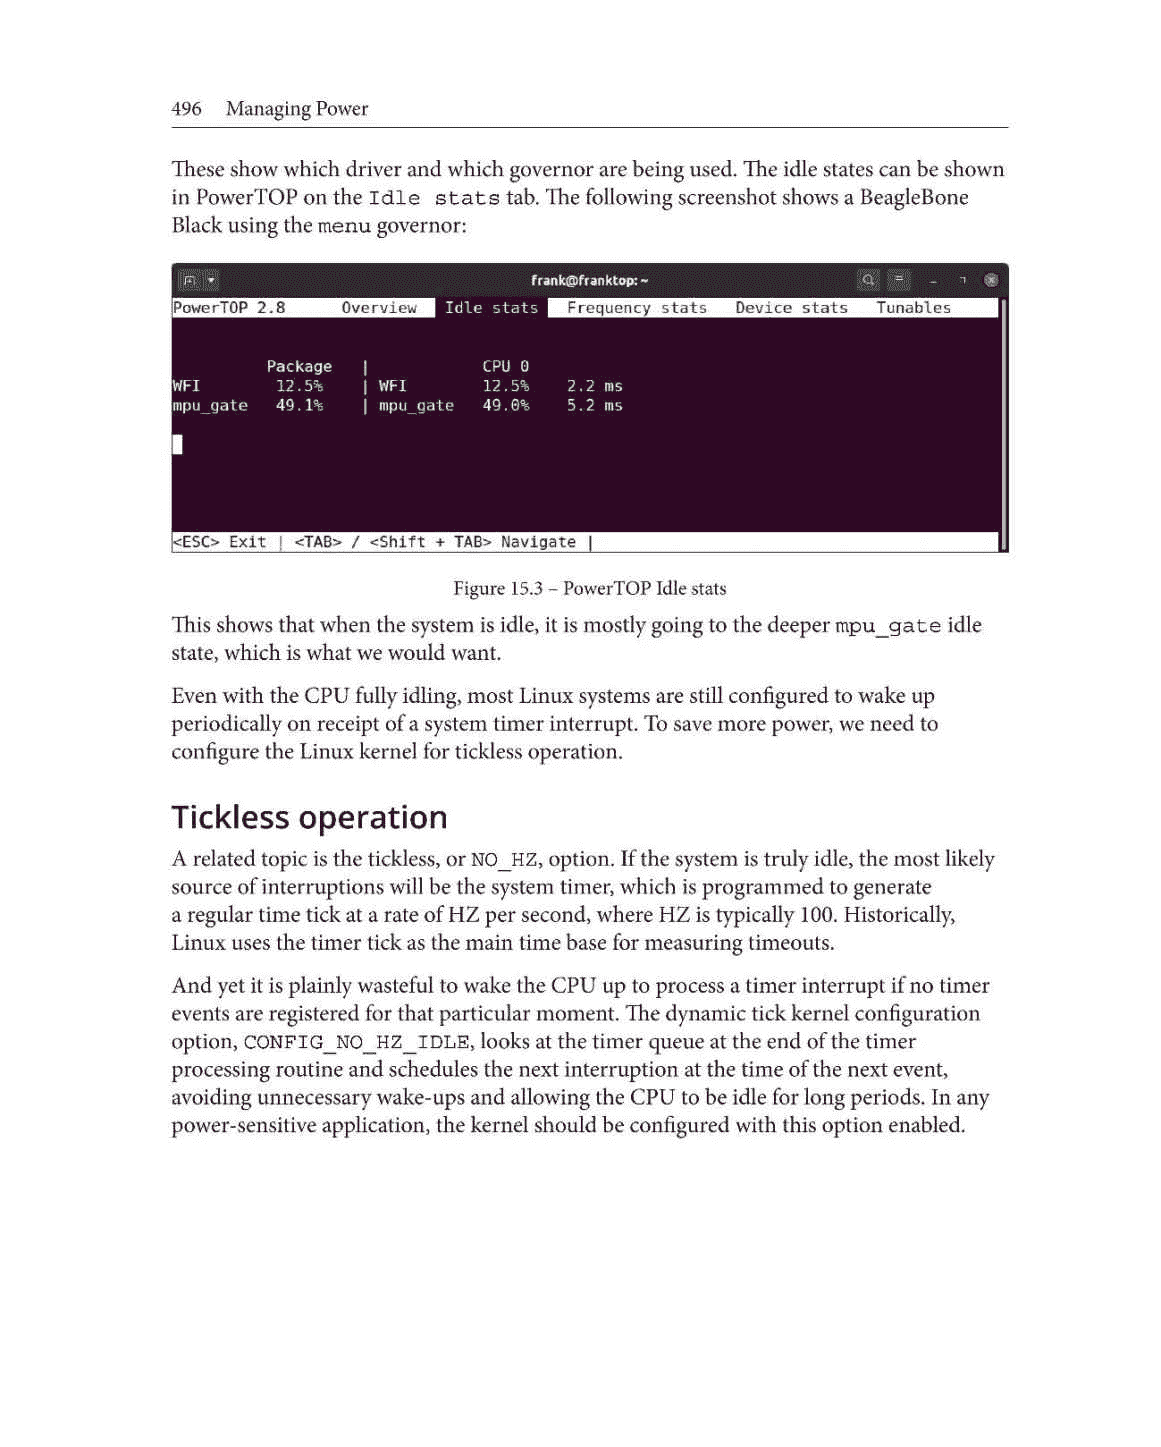 496 Managing Power
These show which driver and which governor are being used. The idle states can be shown
in PowerTOP on the Idle stats tab. The following screenshot shows a BeagleBone
Black using the menu governor:
frank@franktop: ~
PowerTOP 2.8 Overview Idle stats Frequency stats Device stats Tunables
Package | CPU 0
WFI 12.5% | WFI 12.5% 2.2 ms
mpu_gate 49.1% | mpu_gate 49.0% 5.2 ms
<ESC> Exit | <TAB> / <Shift + TAB> Navigate |
Figure 15.3 – PowerTOP Idle stats
This shows that when the system is idle, it is mostly going to the deeper mpu_gate idle
state, which is what we would want.
Even with the CPU fully idling, most Linux systems are still configured to wake up
periodically on receipt of a system timer interrupt. To save more power, we need to
configure the Linux kernel for tickless operation.
Tickless operation
A related topic is the tickless, or NO_HZ, option. If the system is truly idle, the most likely
source of interruptions will be the system timer, which is programmed to generate
a regular time tick at a rate of HZ per second, where HZ is typically 100. Historically,
Linux uses the timer tick as the main time base for measuring timeouts.
And yet it is plainly wasteful to wake the CPU up to process a timer interrupt if no timer
events are registered for that particular moment. The dynamic tick kernel configuration
option, CONFIG_NO_HZ_IDLE, looks at the timer queue at the end of the timer
processing routine and schedules the next interruption at the time of the next event,
avoiding unnecessary wake-ups and allowing the CPU to be idle for long periods. In any
power-sensitive application, the kernel should be configured with this option enabled.